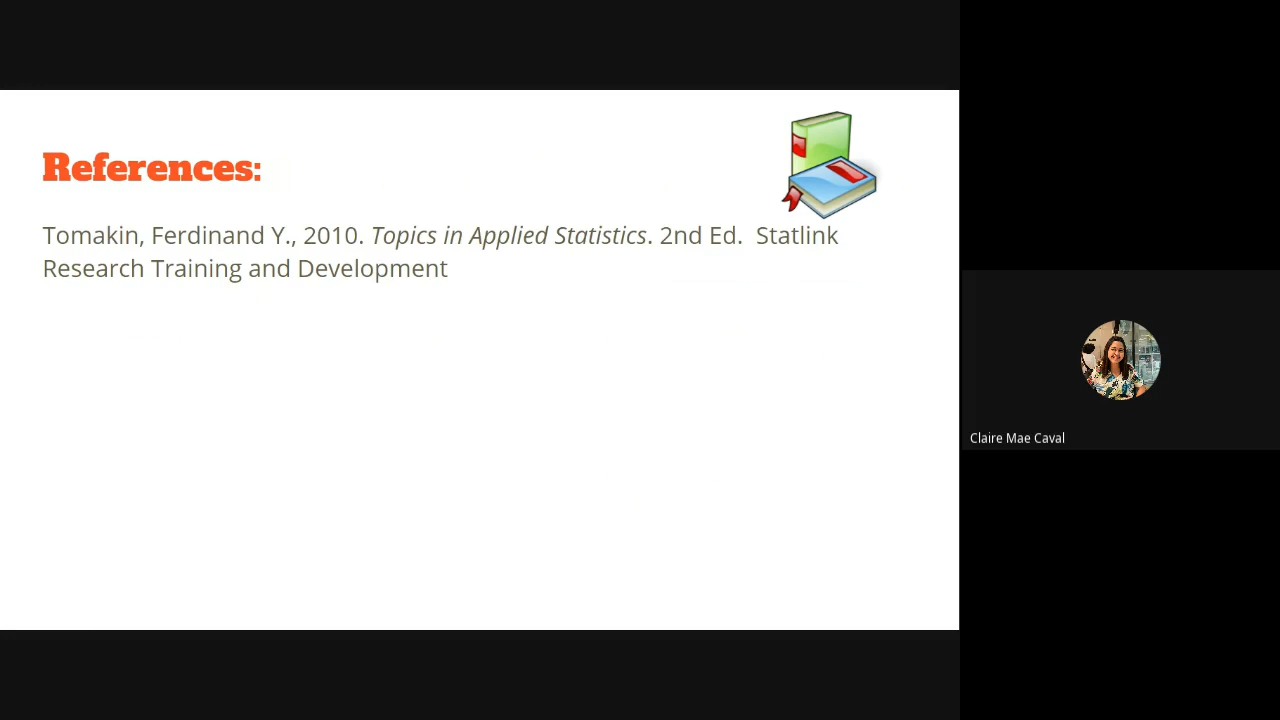 References:
Tomakin, Ferdinand Y., 2010. Topics in Applied Statistics. 2nd Ed.  Statlink
Research Training and Development
Claire Mae Caval